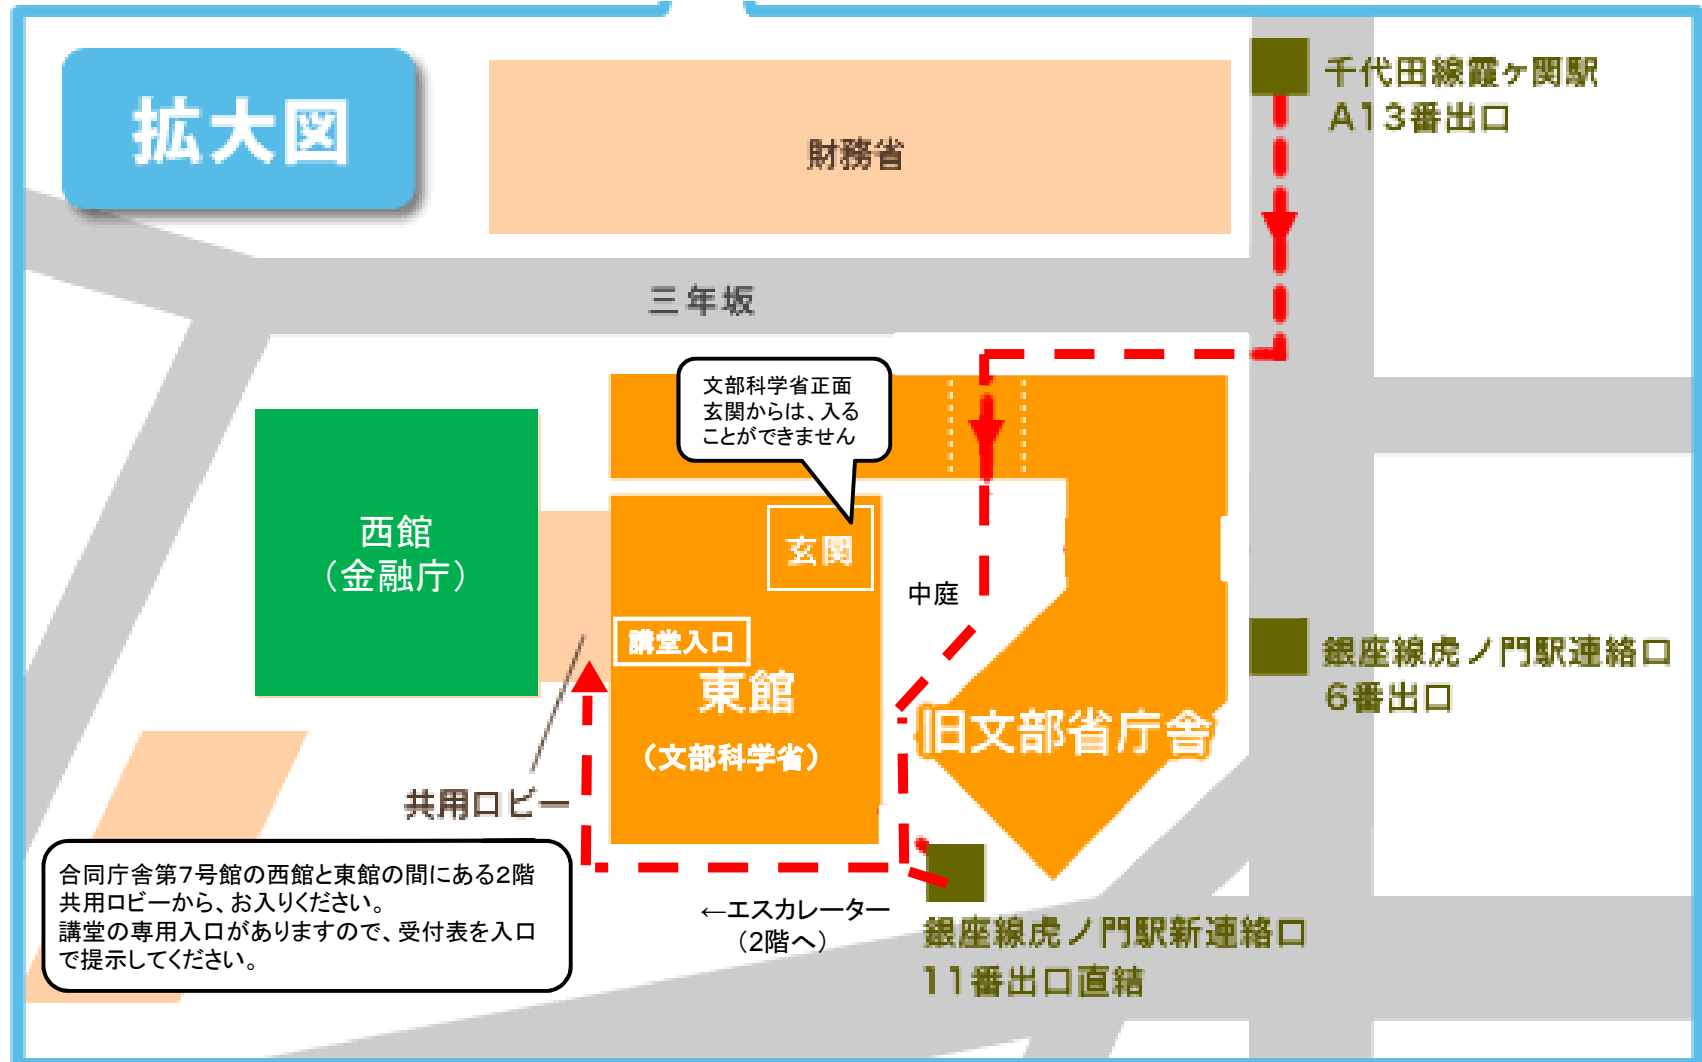 拡大図
千代田線霞ヶ関駅
A13番出口
財務省
三年坂
文部科学省正面
玄関からは、入る
ことができません
西館
（金融庁）
玄関
中庭
講堂入口
東館
（文部科学省）
旧文部省庁舎
銀座線虎ノ門駅連絡口
6番出口
共用ロビー
合同庁舎第7号館の西館と東館の間にある2階
共用ロビーから、お入りください。
講堂の専用入口がありますので、受付表を入口
で提示してください。
←エスカレーター
（2階へ）
銀座線虎ノ門駅新連絡口
11番出口直結